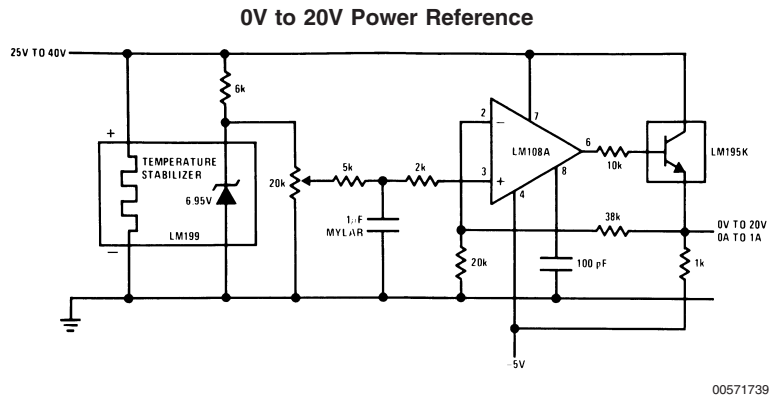 0V to 20V Power Reference
25V TO 40V
6k
+
TEMPERATURE
STABILIZER
6.95V
LM199
−
20k
5k
1μF
MYLAR
2k
2
−
3
+
7
LM108A
4
6
8
10k
LM195K
38k
0V TO 20V
0A TO 1A
20k
100 pF
1k
-5V
00571739